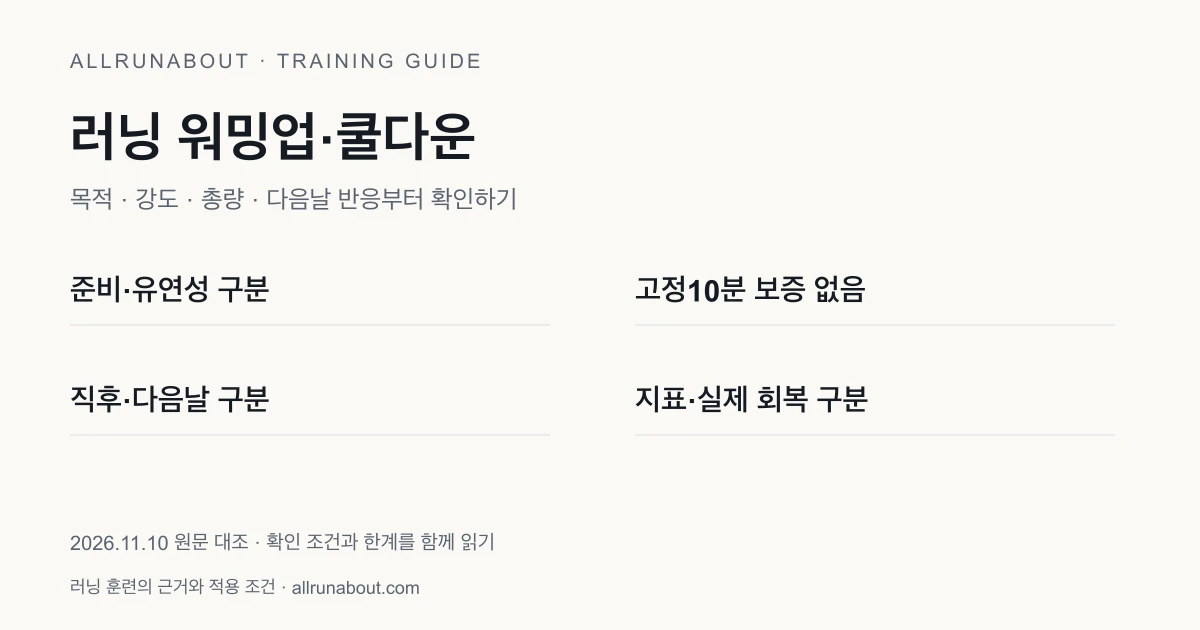 ALLRUNABOUT · TRAINING GUIDE
러닝 워밍업·쿨다운
목적 · 강도 · 총량 · 다음날 반응부터 확인하기
준비·유연성 구분
고정10분 보증 없음
직후·다음날 구분
지표·실제 회복 구분
2026.11.10 원문 대조 · 확인 조건과 한계를 함께 읽기
러닝 훈련의 근거와 적용 조건 · allrunabout.com